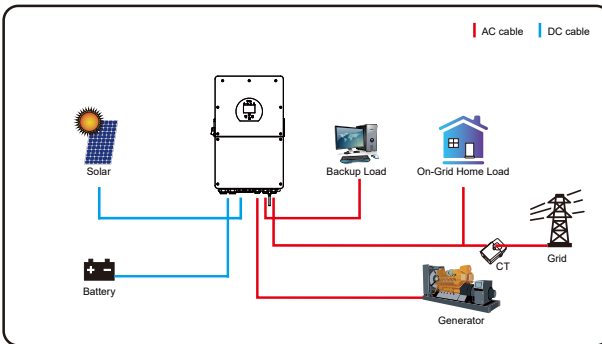 AC cable
DC cable
Solar
Backup Load
On-Grid Home Load
CT
Grid
Battery
Generator